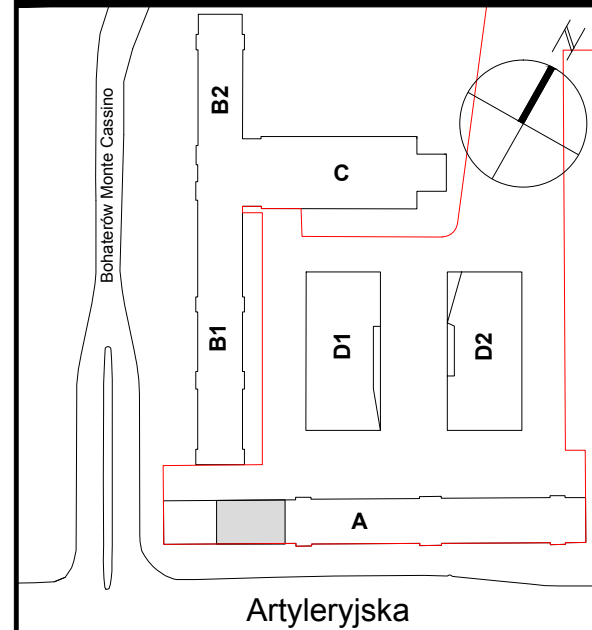 N
B2
Bohaterów Monte Cassino
C
B1
D1
D2
A
Artyleryjska